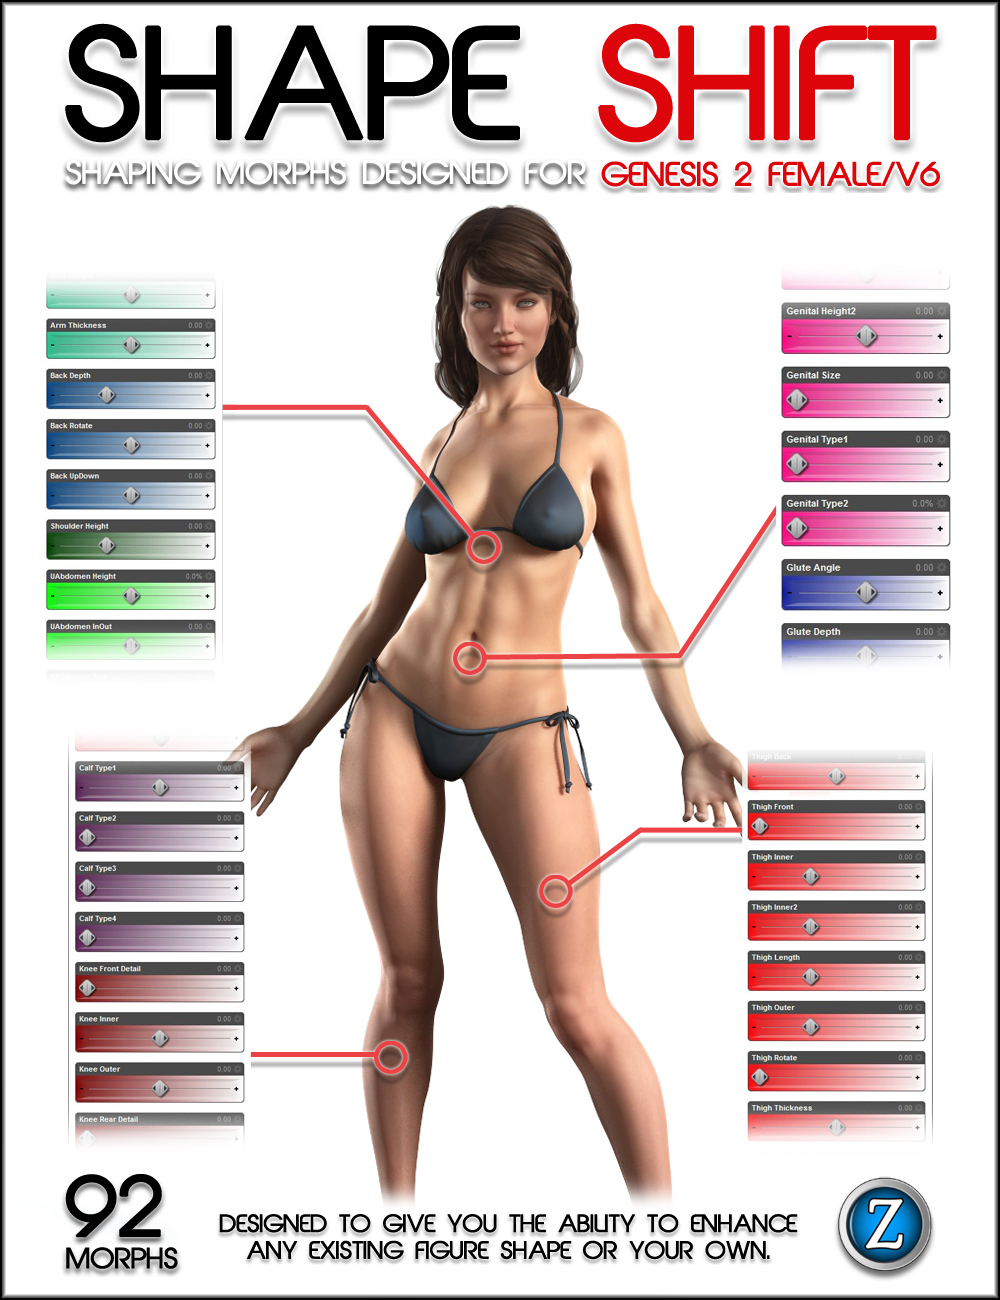 SHAPE SHIFT
SHAPING MORPHS DESIGNED FOR GENESIS 2 FEMALE/V6
- +
Arm Thickness 0.00
- +
Back Depth 0.00
- +
Back Rotate 0.00
- +
Back UpDown 0.00
- +
Shoulder Height 0.00
- +
UAbdomen Height 0.0%
- +
UAbdomen InOut 0.00
- +
Genital Height2 0.00
- +
Genital Size 0.00
+
Genital Type1 0.00
+
Genital Type2 0.0%
+
Glute Angle 0.00
- +
Glute Depth 0.00
- +
Calf Type1 0.00
- +
Calf Type2 0.00
+
Calf Type3 0.00
+
Calf Type4 0.00
+
Knee Front Detail 0.00
+
Knee Inner 0.00
- +
Knee Outer 0.00
- +
Knee Rear Detail 0.00
+
Thigh Back 0.00
- +
Thigh Front 0.00
+
Thigh Inner 0.00
- +
Thigh Inner2 0.00
- +
Thigh Length 0.00
- +
Thigh Outer 0.00
- +
Thigh Rotate 0.00
+
Thigh Thickness 0.00
- +
92
MORPHS
DESIGNED TO GIVE YOU THE ABILITY TO ENHANCE
ANY EXISTING FIGURE SHAPE OR YOUR OWN.
Z